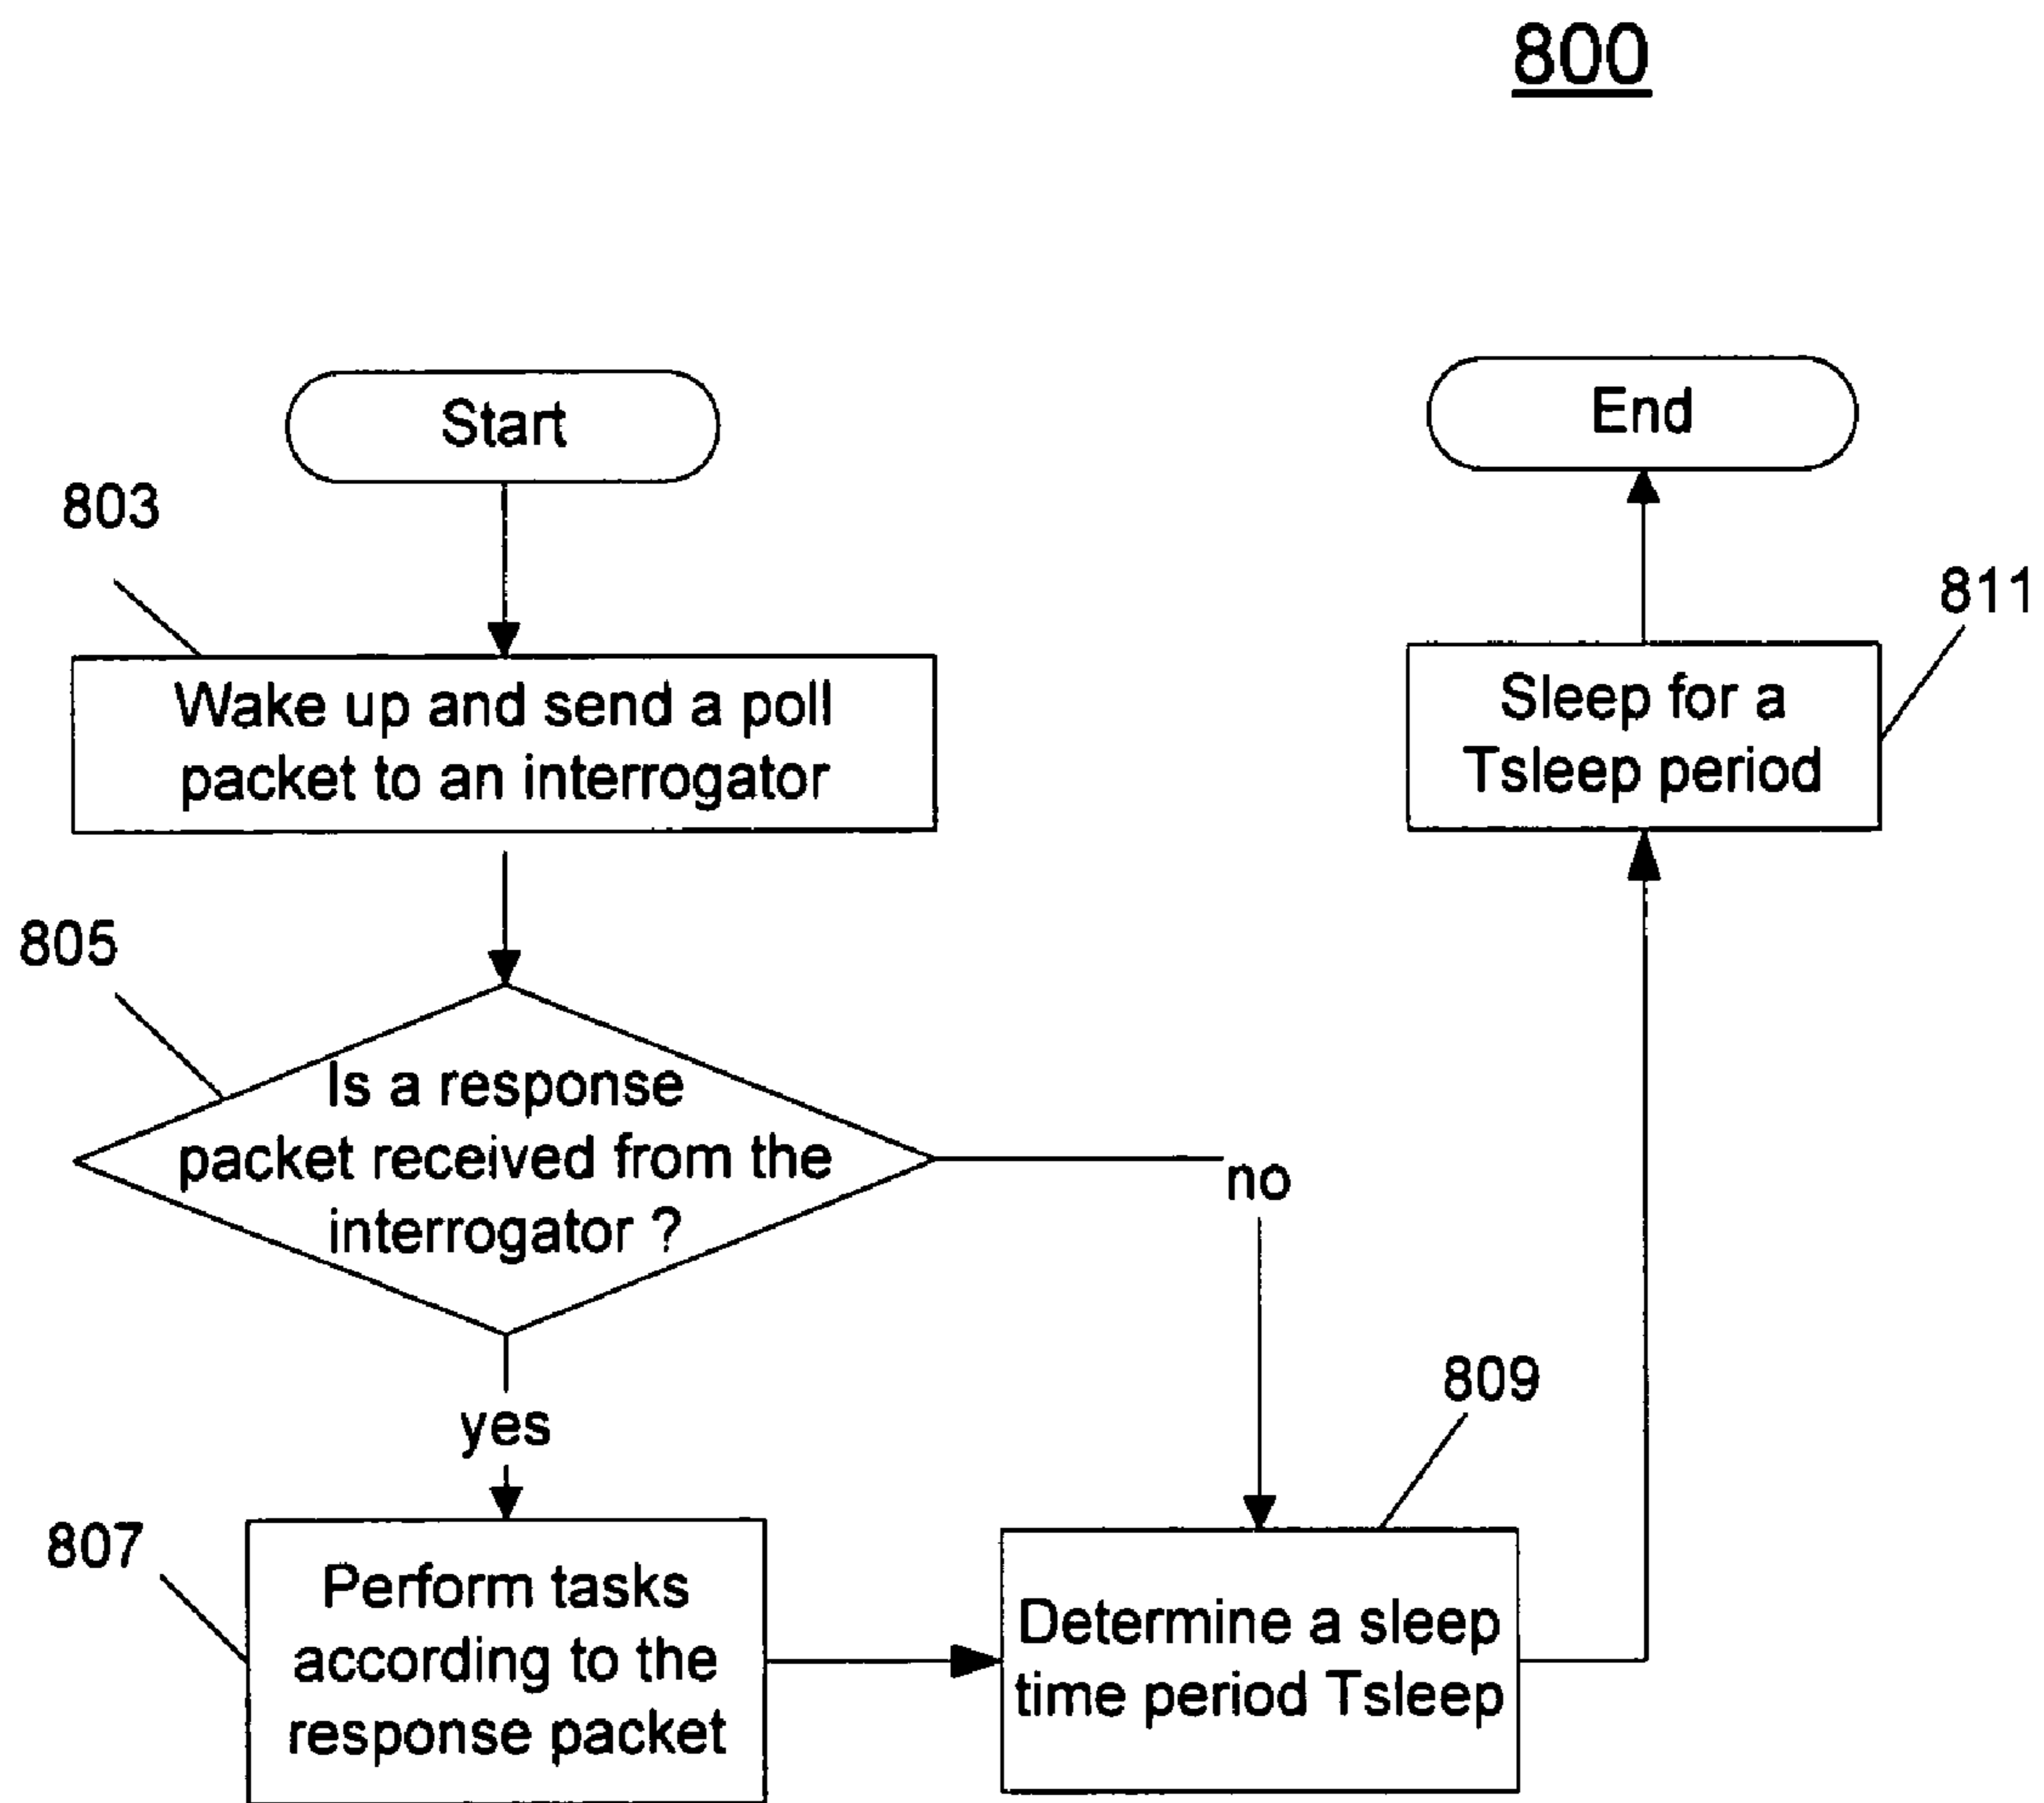 800
Start
803
Wake up and send a poll
packet to an interrogator
805
Is a response
packet received from the
interrogator ?
no
yes
807
Perform tasks
according to the
response packet
809
Determine a sleep
time period Tsleep
811
Sleep for a
Tsleep period
End